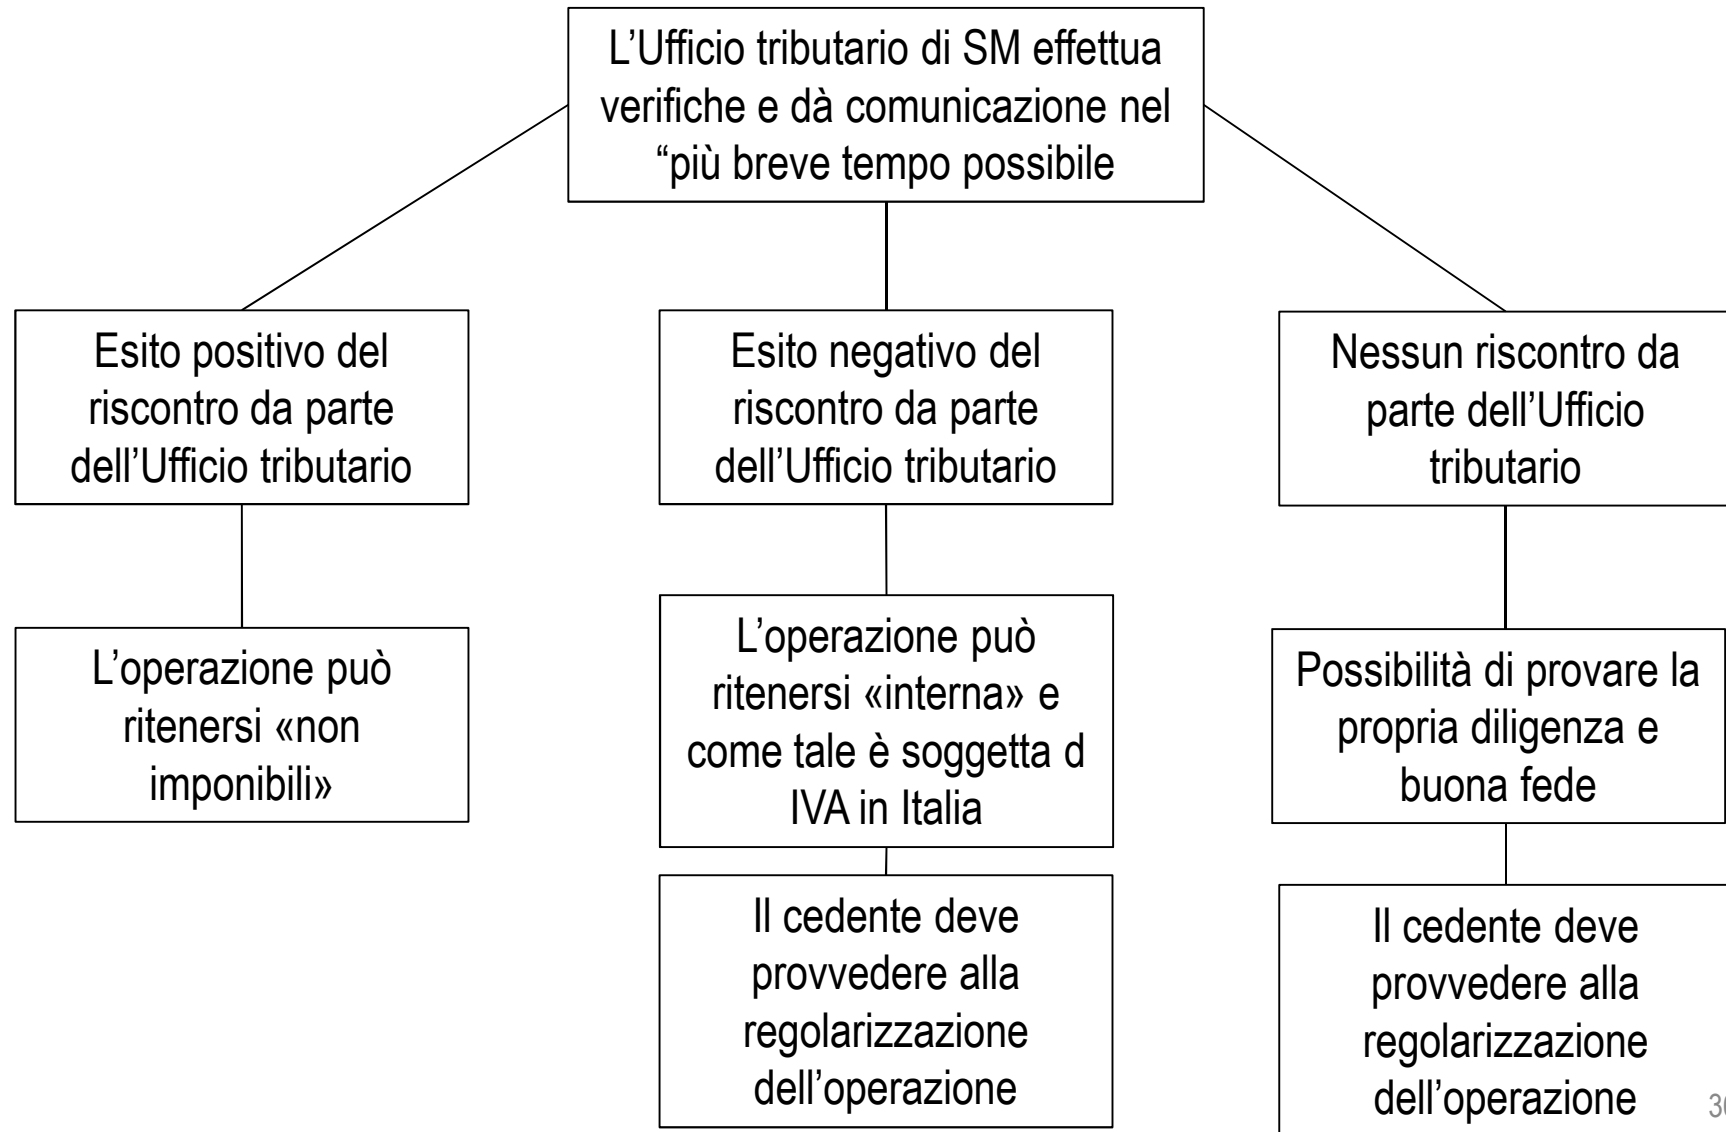 L’Ufficio tributario di SM effettua
verifiche e dà comunicazione nel
“più breve tempo possibile
Esito positivo del
riscontro da parte
dell’Ufficio tributario
Esito negativo del
riscontro da parte
dell’Ufficio tributario
Nessun riscontro da
parte dell’Ufficio
tributario
L’operazione può
ritenersi «non
imponibili»
L’operazione può
ritenersi «interna» e
come tale è soggetta d
IVA in Italia
Possibilità di provare la
propria diligenza e
buona fede
Il cedente deve
provvedere alla
regolarizzazione
dell’operazione
Il cedente deve
provvedere alla
regolarizzazione
dell’operazione